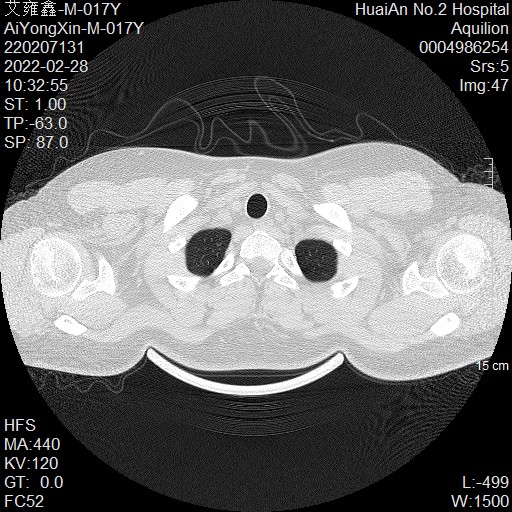 艾雍鑫-M-017Y
AiYongXin-M-017Y
220207131
2022-02-28
10:32:55
ST: 1.00
TP:-63.0
SP: 87.0
HuaiAn No.2 Hospital
Aquilion
0004986254
Srs:5
Img:47
15 cm
HFS
MA:440
KV:120
GT: 0.0
FC52
L:-499
W:1500